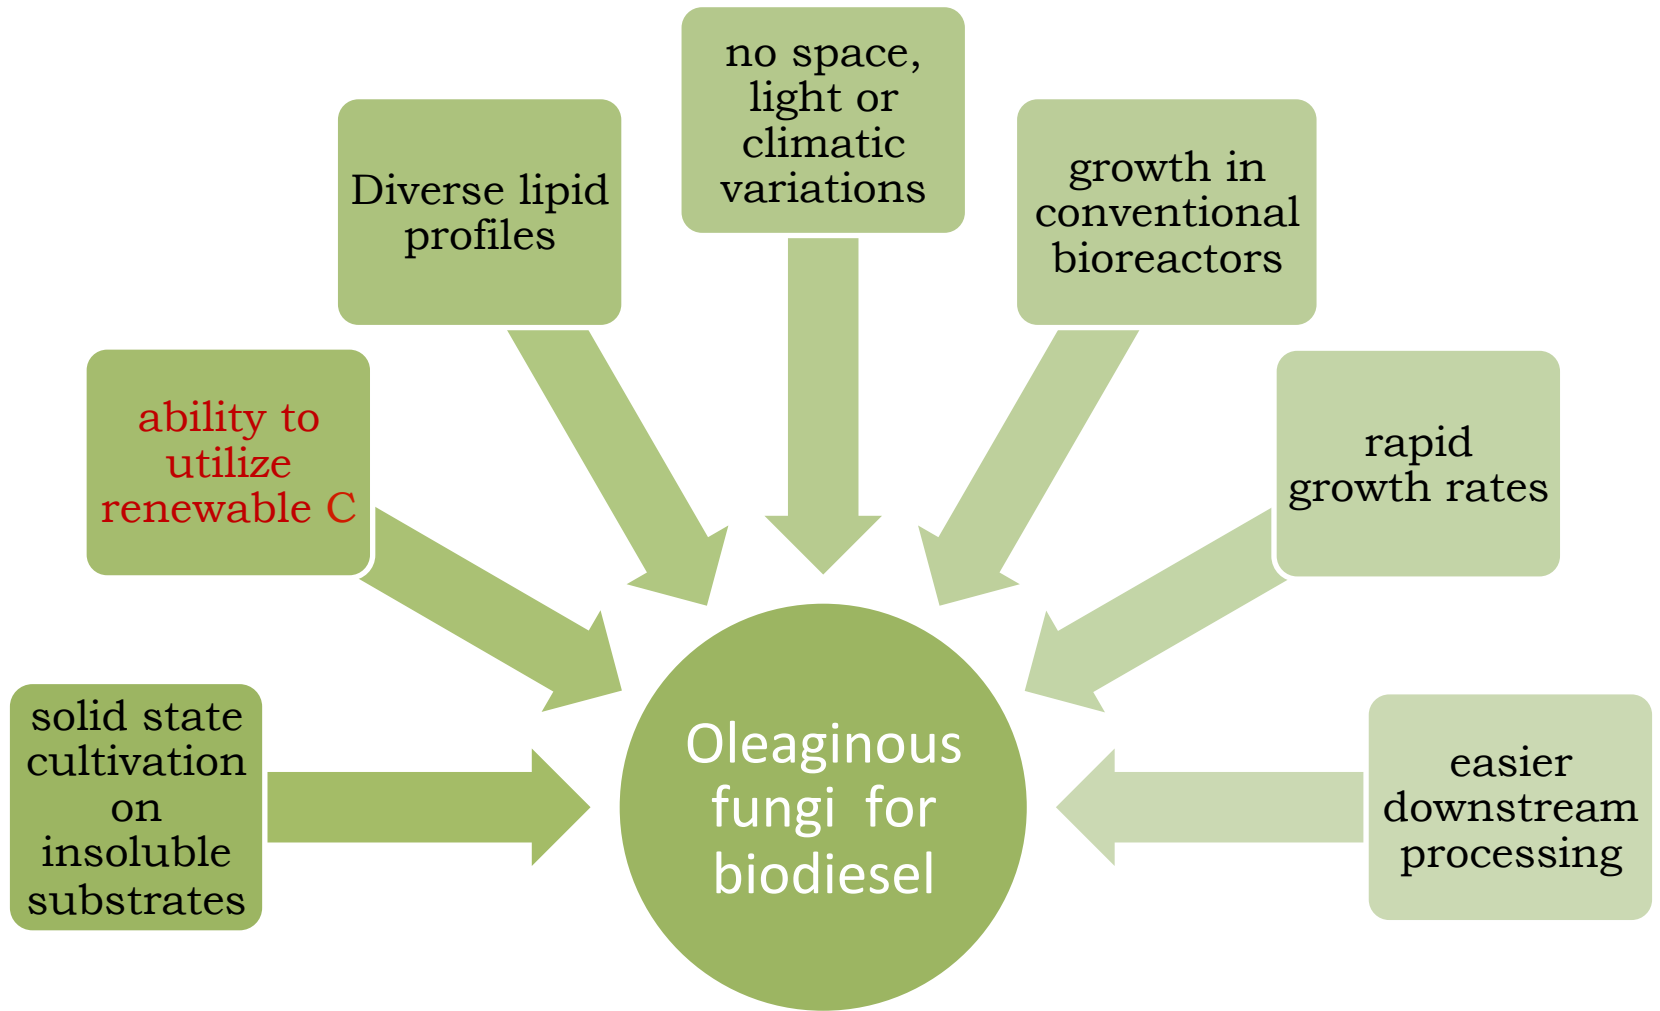 no space,
light or
climatic
variations
Diverse lipid
profiles
growth in
conventional
bioreactors
ability to
utilize
renewable C
rapid
growth rates
solid state
cultivation
on
insoluble
substrates
Oleaginous
fungi for
biodiesel
easier
downstream
processing